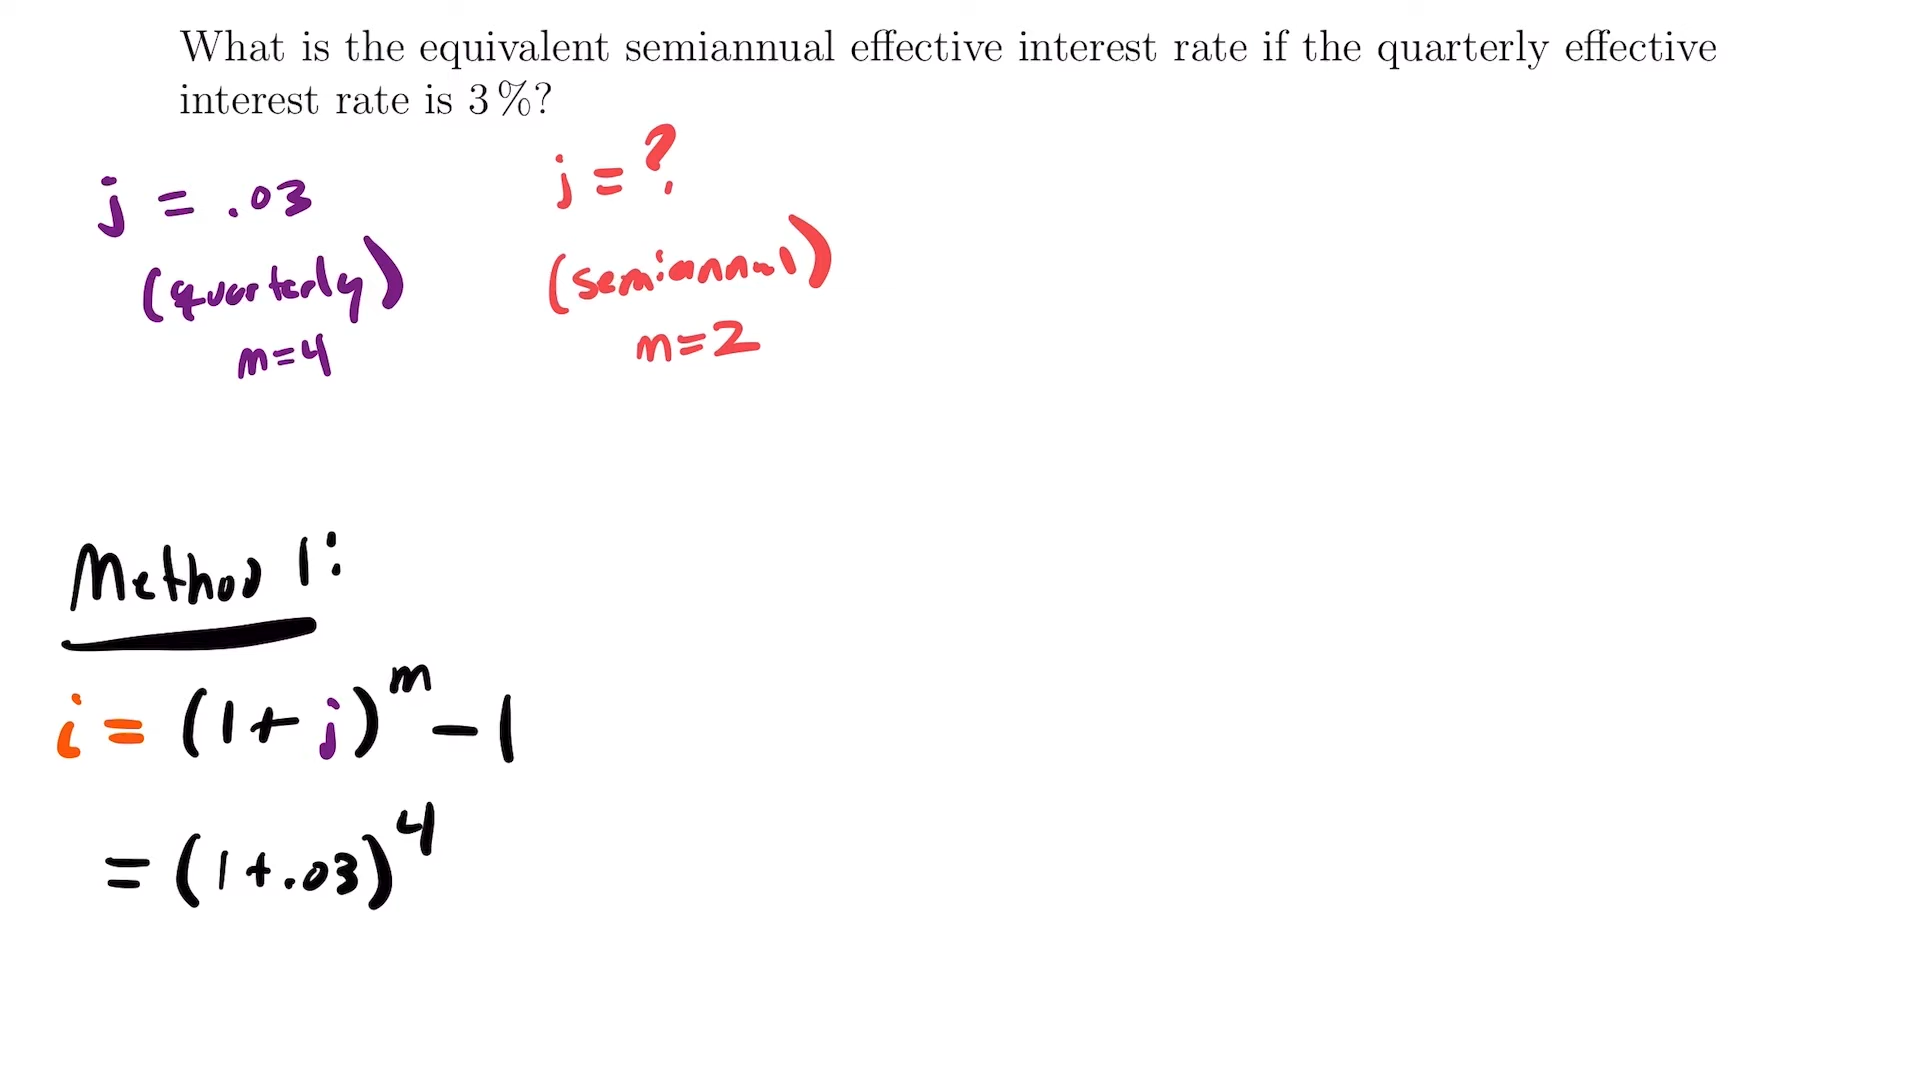 What is the equivalent semiannual effective interest rate if the quarterly effective
interest rate is 3 %?
j = .03
(quarterly)
m=4
j = ?
(semiannual)
m=2
Method 1:
i = (1+j)^m - 1
= (1+.03)^4